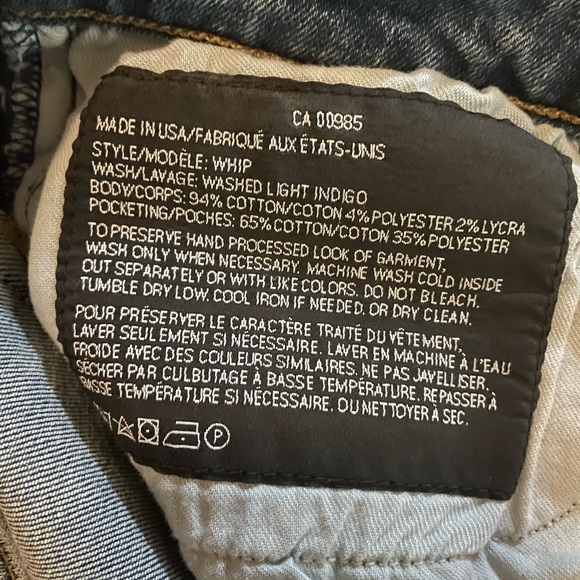 CA 00985
MADE IN USA/FABRIQUÉ AUX ÉTATS-UNIS
STYLE/MODÈLE: WHIP
WASH/LAVAGE: WASHED LIGHT INDIGO
BODY/CORPS: 94% COTTON/COTON 4% POLYESTER 2% LYCRA
POCKETING/POCHES: 65% COTTON/COTON 35% POLYESTER
TO PRESERVE HAND PROCESSED LOOK OF GARMENT,
WASH ONLY WHEN NECESSARY. MACHINE WASH COLD INSIDE
OUT SEPARATELY OR WITH LIKE COLORS. DO NOT BLEACH.
TUMBLE DRY LOW. COOL IRON IF NEEDED. OR DRY CLEAN.
POUR PRÉSERVER LE CARACTÈRE TRAITÉ DU VÊTEMENT,
LAVER SEULEMENT SI NÉCESSAIRE. LAVER EN MACHINE À L'EAU
FROIDE AVEC DES COULEURS SIMILAIRES. NE PAS JAVELLISER.
SÉCHER PAR CULBUTAGE À BASSE TEMPÉRATURE. REPASSER À
BASSE TEMPÉRATURE SI NÉCESSAIRE. OU NETTOYER À SEC.
P